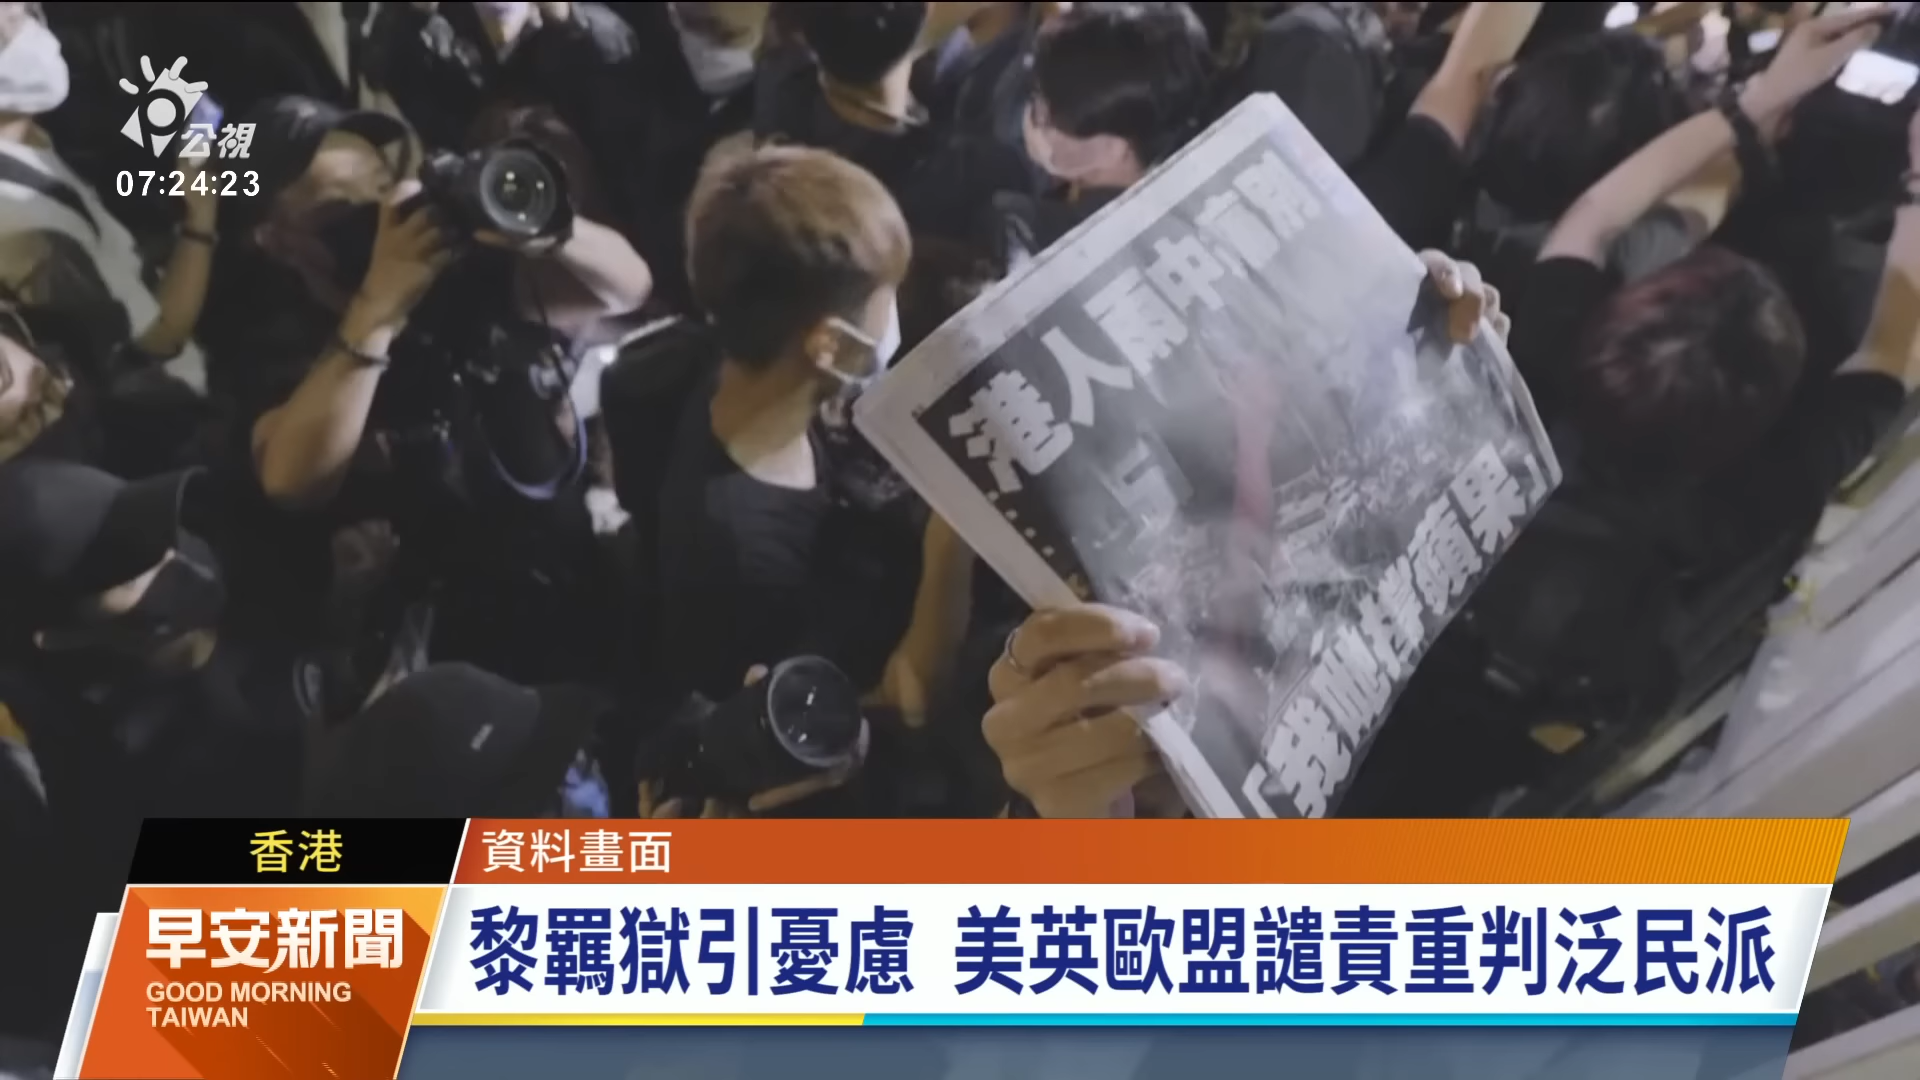 公視
07:24:23
港人雨中痛別
「我哋撐蘋果」
香港
資料畫面
早安新聞
GOOD MORNING
TAIWAN
黎羈獄引憂慮 美英歐盟譴責重判泛民派